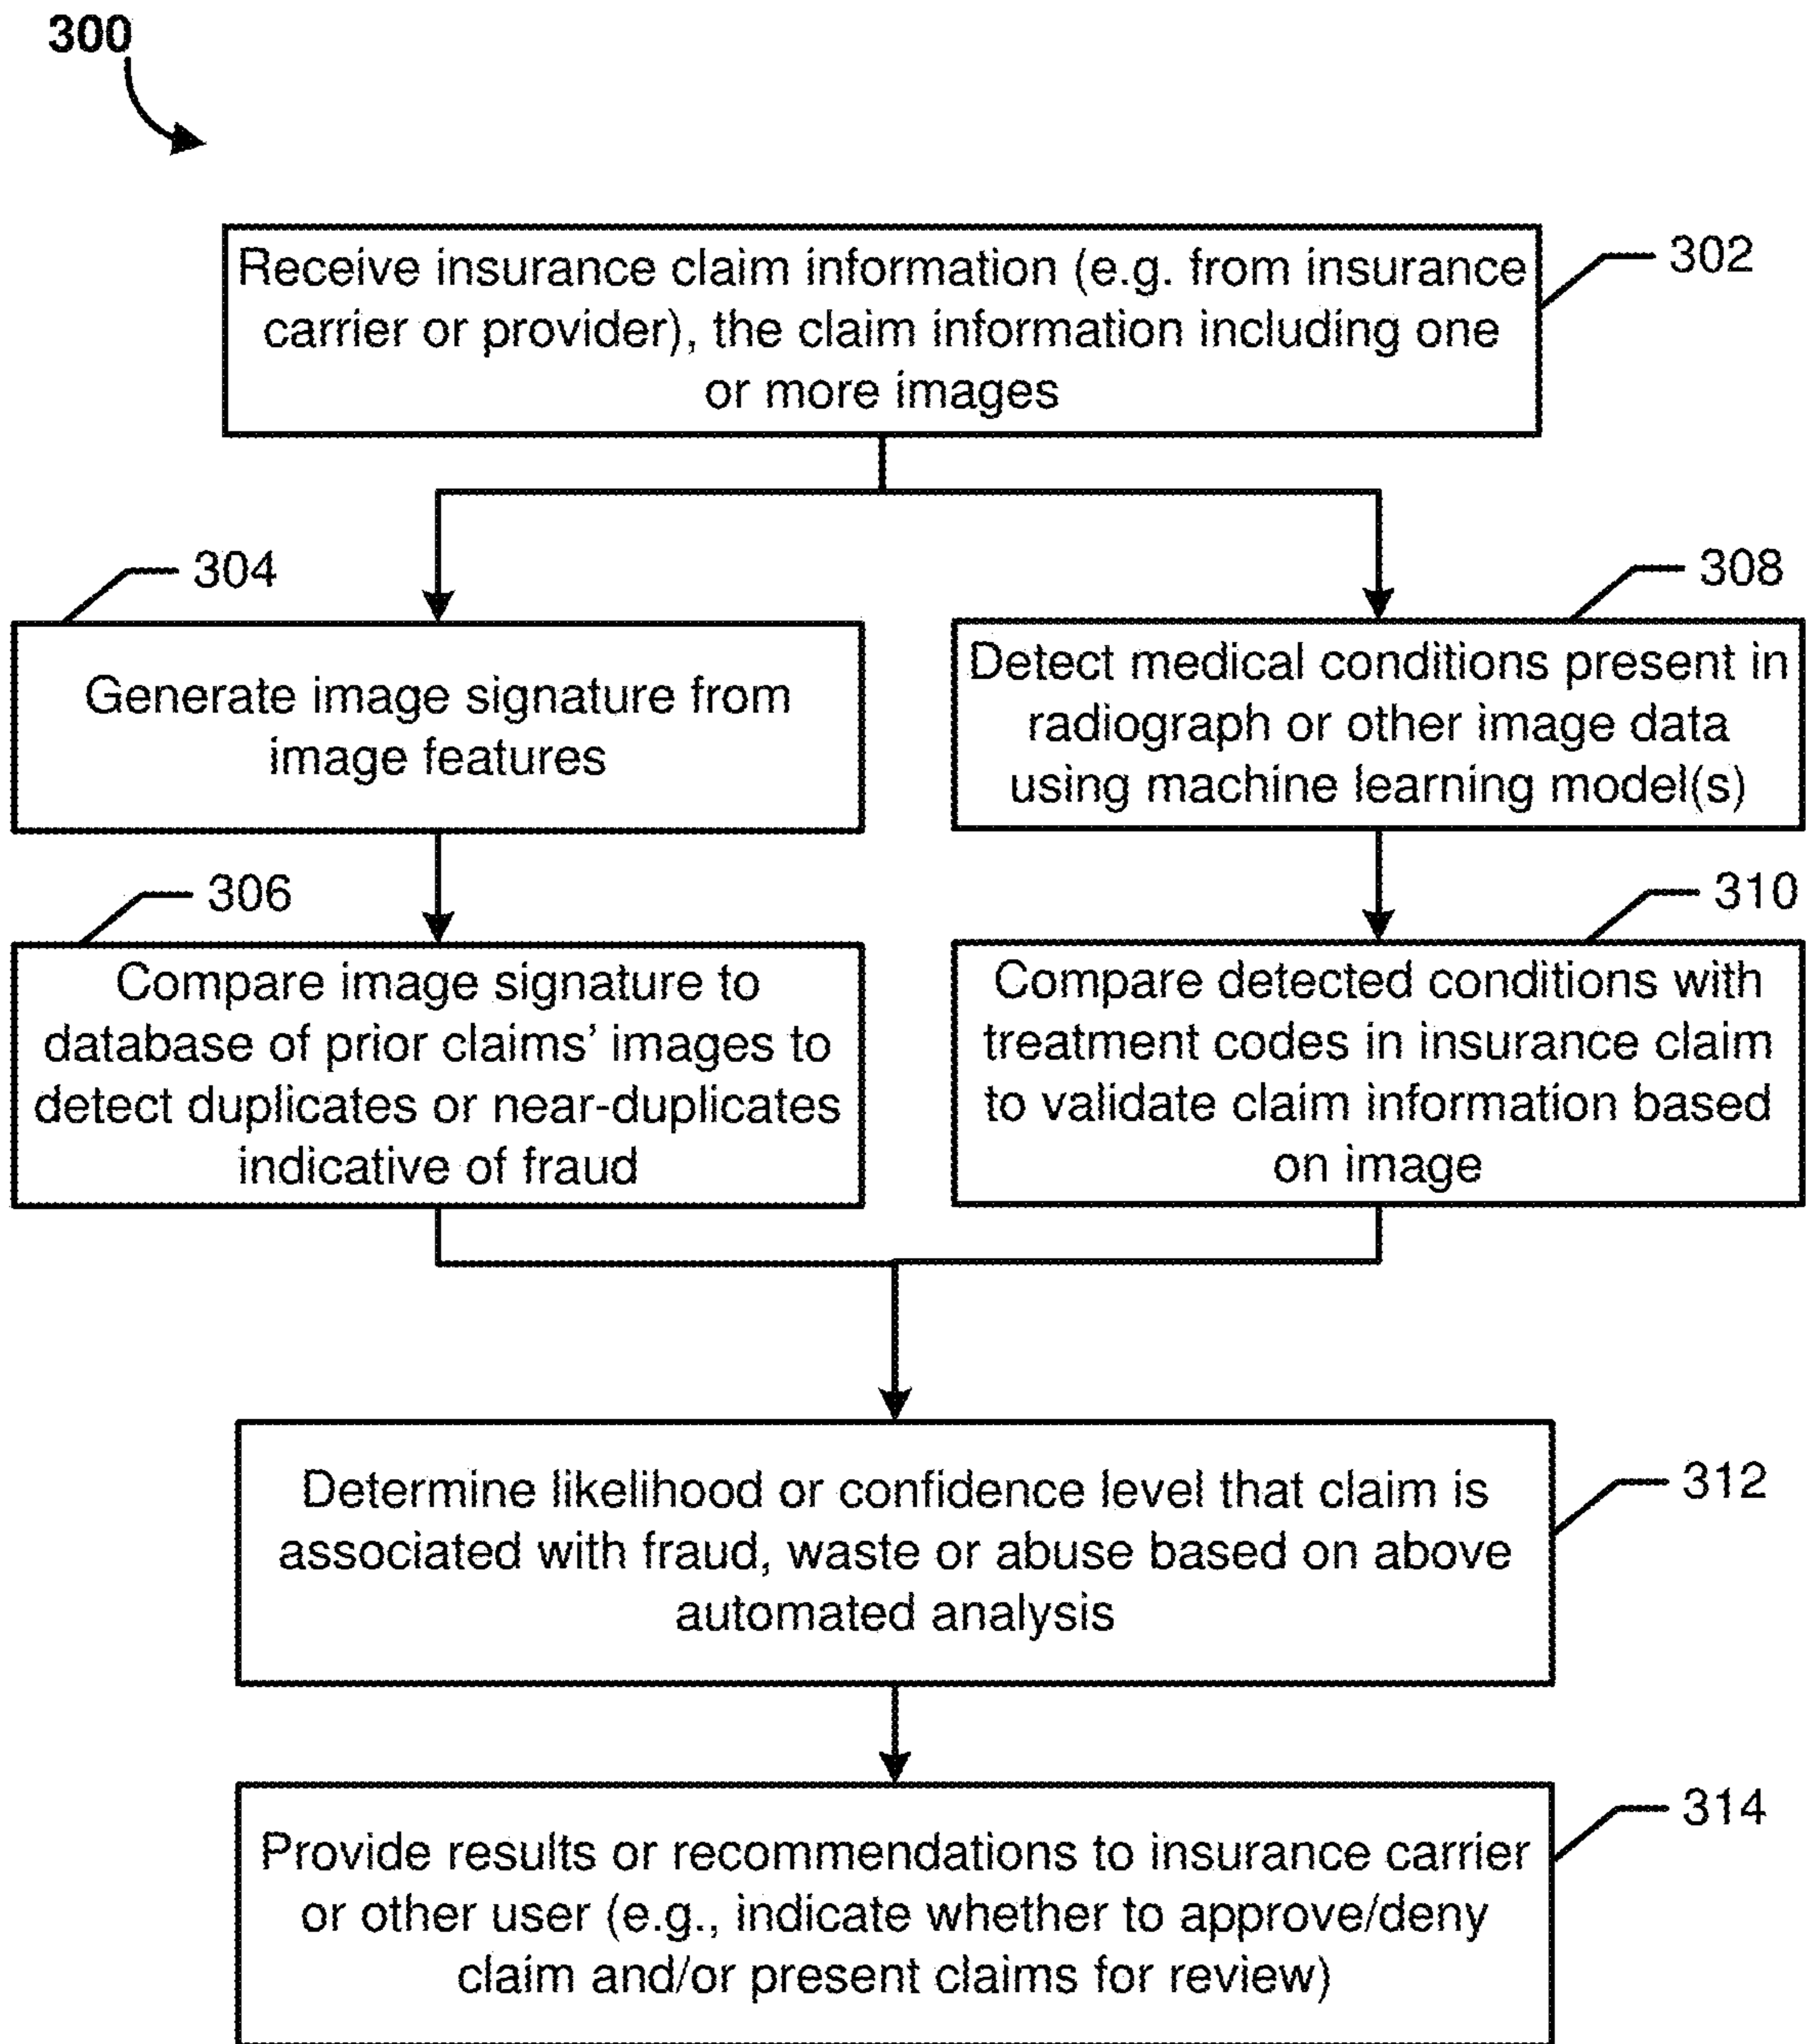 300
Receive insurance claim information (e.g. from insurance
carrier or provider), the claim information including one
or more images
302
304
Generate image signature from
image features
308
Detect medical conditions present in
radiograph or other image data
using machine learning model(s)
306
Compare image signature to
database of prior claims’ images to
detect duplicates or near-duplicates
indicative of fraud
310
Compare detected conditions with
treatment codes in insurance claim
to validate claim information based
on image
Determine likelihood or confidence level that claim is
associated with fraud, waste or abuse based on above
automated analysis
312
Provide results or recommendations to insurance carrier
or other user (e.g., indicate whether to approve/deny
claim and/or present claims for review)
314